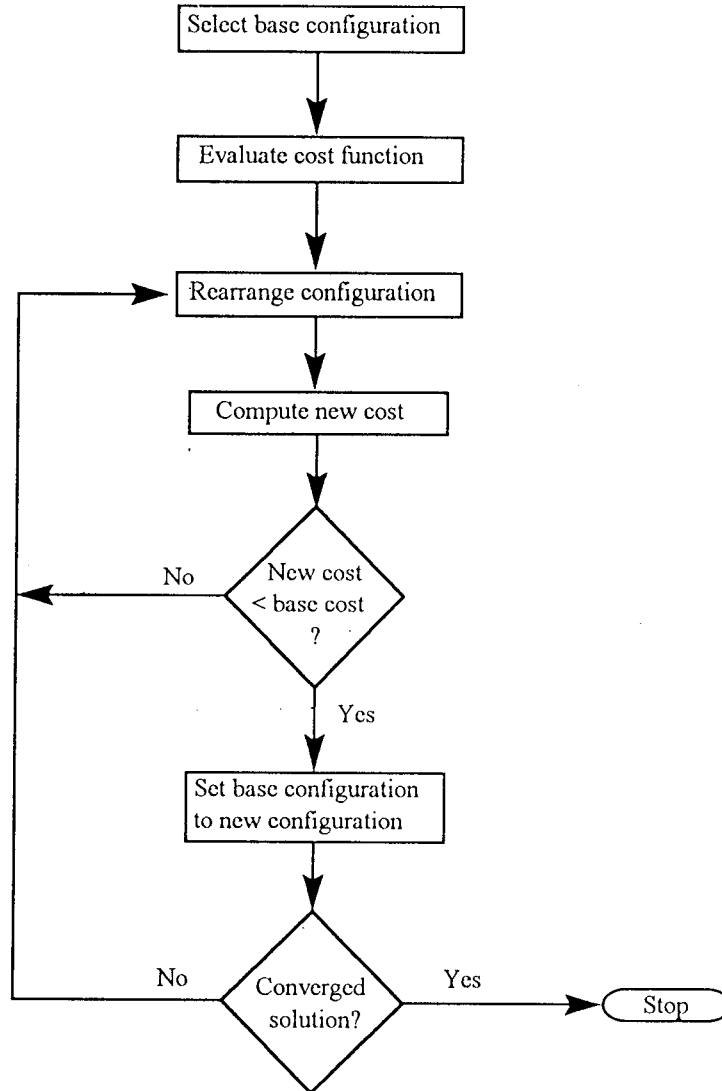 Select base configuration
Evaluate cost function
Rearrange configuration
Compute new cost
No
New cost
< base cost
?
Yes
Set base configuration
to new configuration
No
Converged
solution?
Yes
Stop